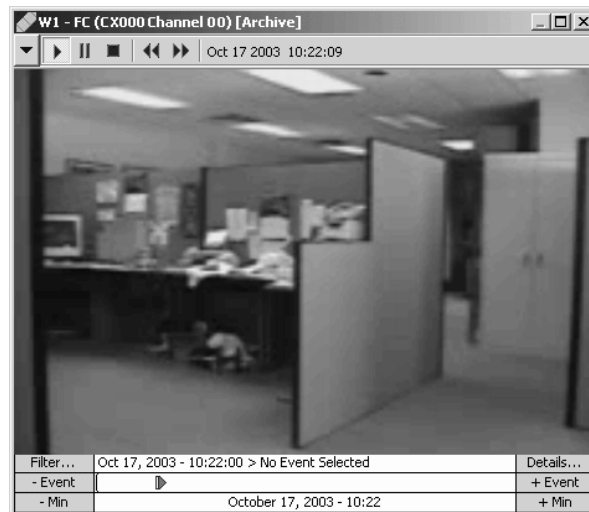 W1 - FC (CX000 Channel 00) [Archive]
Oct 17 2003 10:22:09
Filter... Oct 17, 2003 - 10:22:00 > No Event Selected Details...
- Event + Event
- Min October 17, 2003 - 10:22 + Min